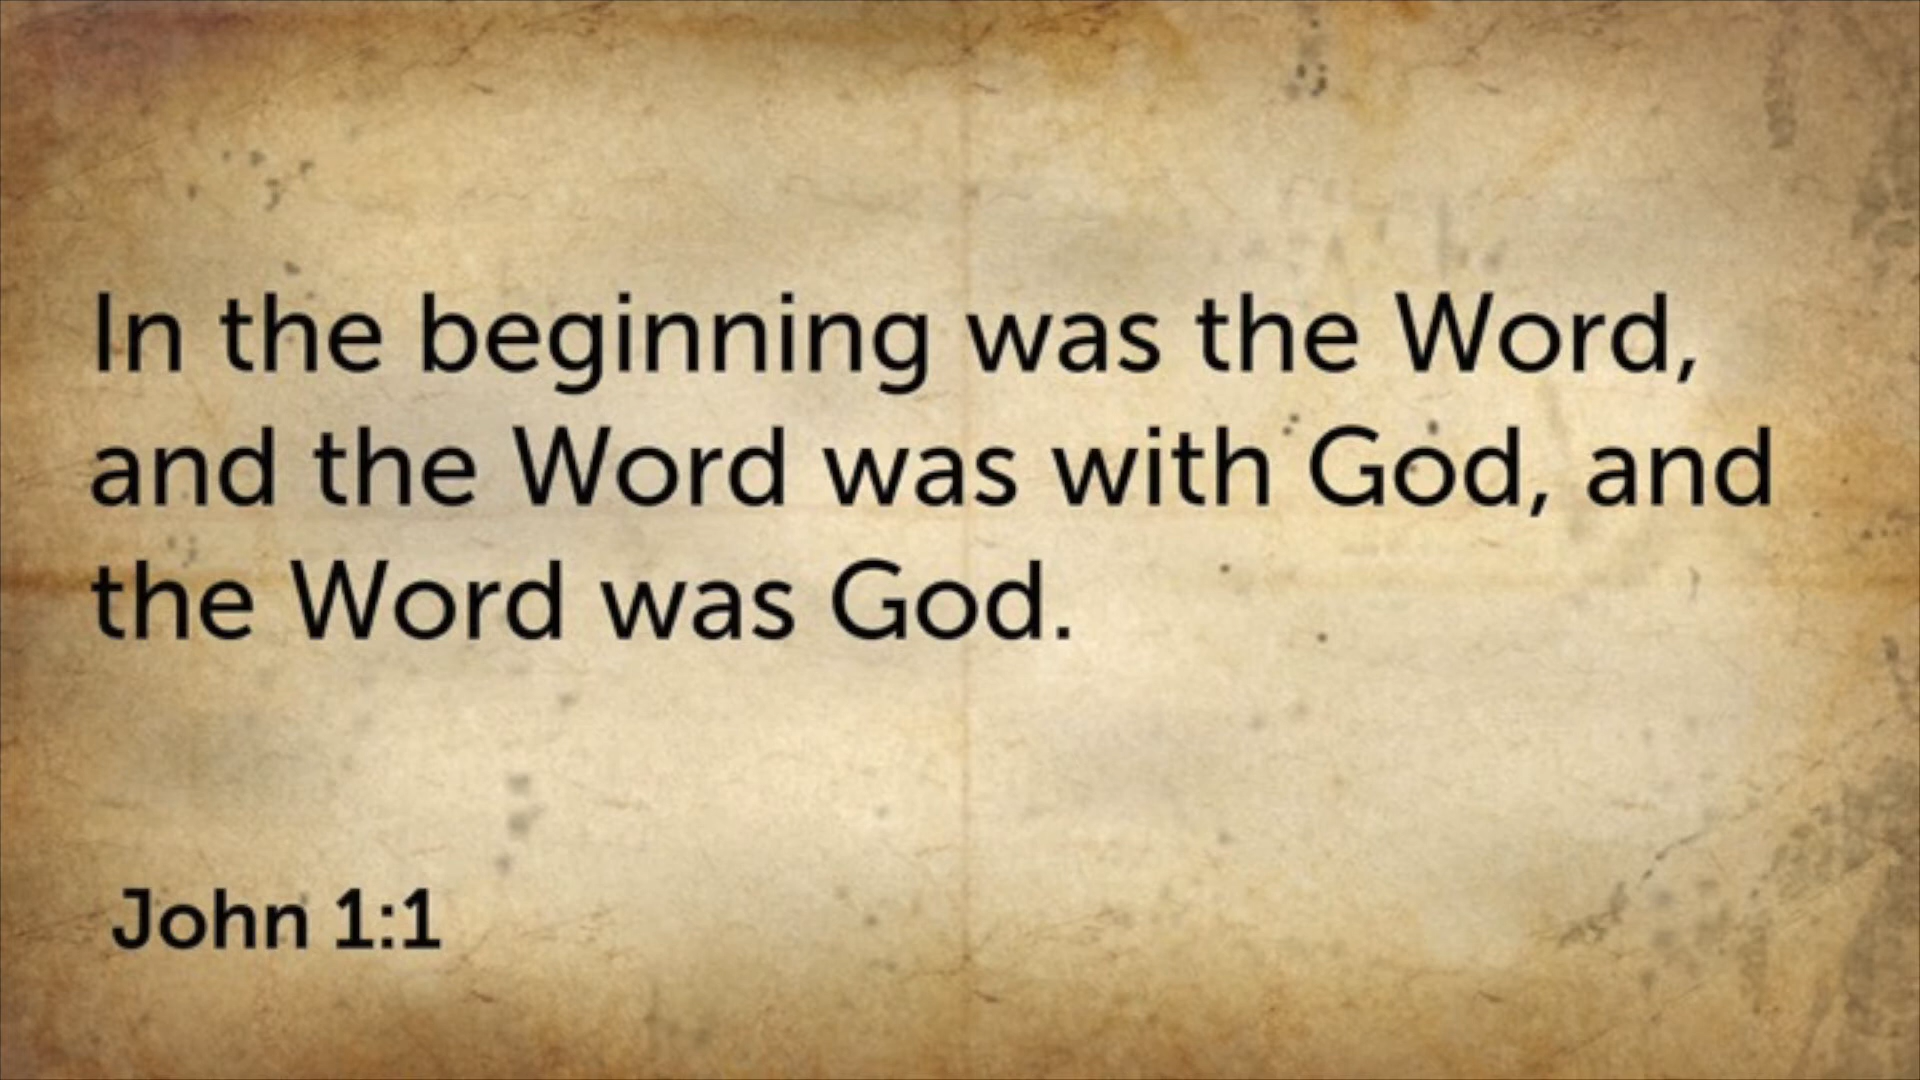 In the beginning was the Word,
and the Word was with God, and
the Word was God.
John 1:1